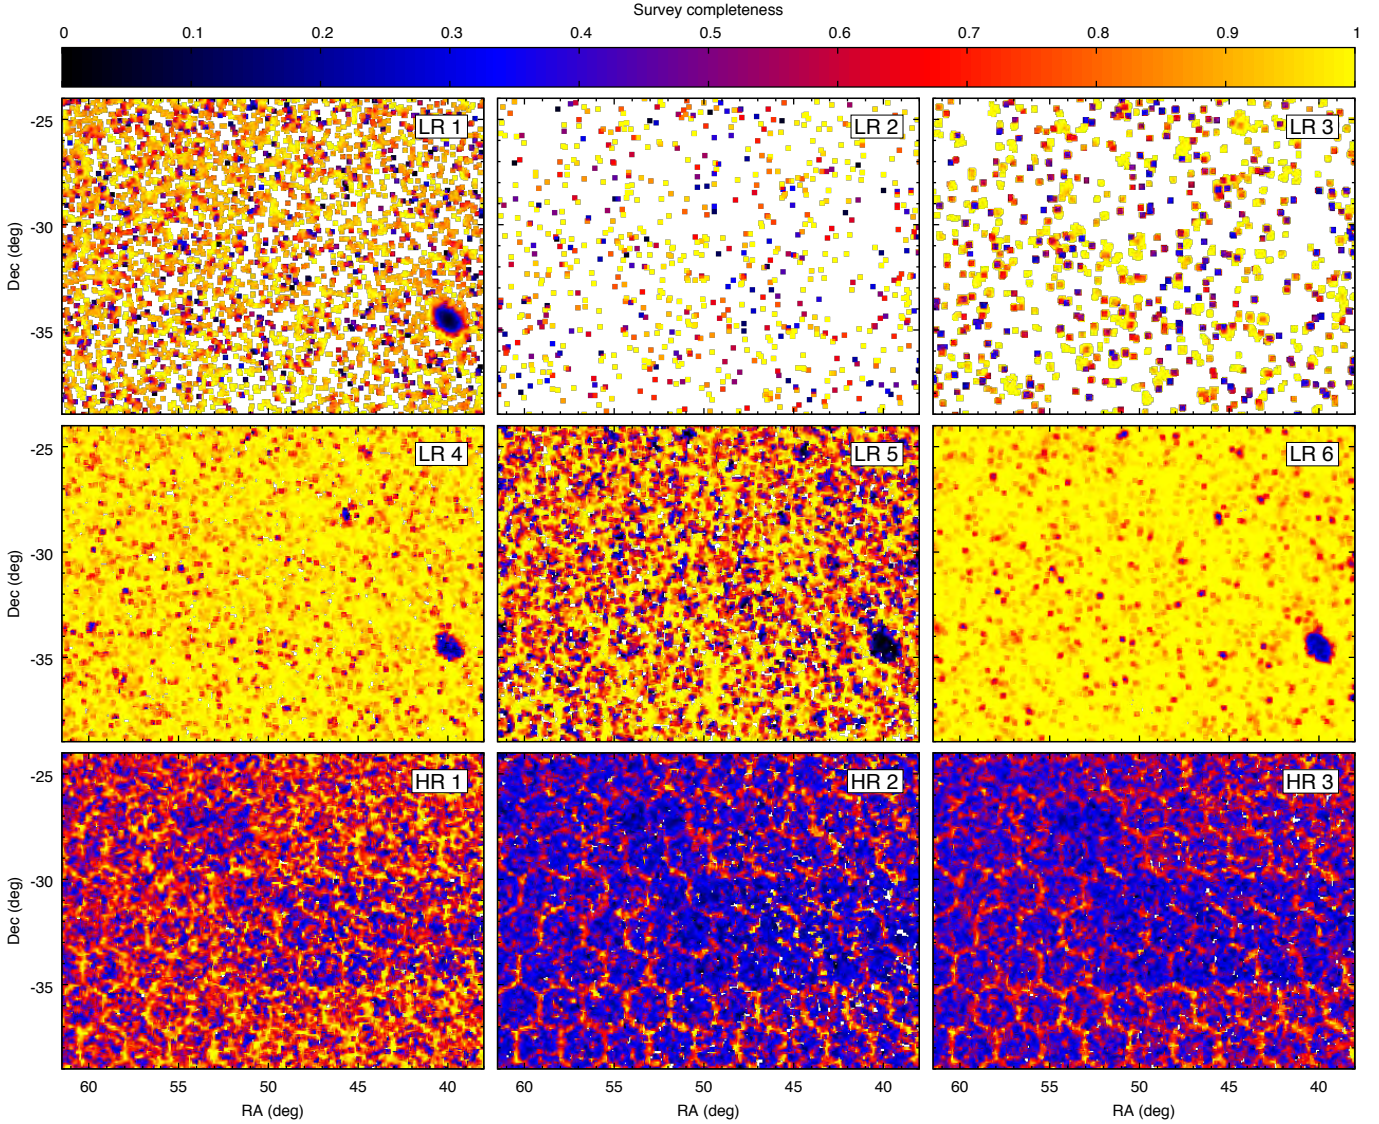 Survey completeness
0 0.1 0.2 0.3 0.4 0.5 0.6 0.7 0.8 0.9 1
LR 1 LR 2 LR 3
-25
-30
-35
Dec (deg)
LR 4 LR 5 LR 6
-25
-30
-35
Dec (deg)
HR 1 HR 2 HR 3
-25
-30
-35
Dec (deg)
60 55 50 45 40 60 55 50 45 40 60 55 50 45 40
RA (deg) RA (deg) RA (deg)